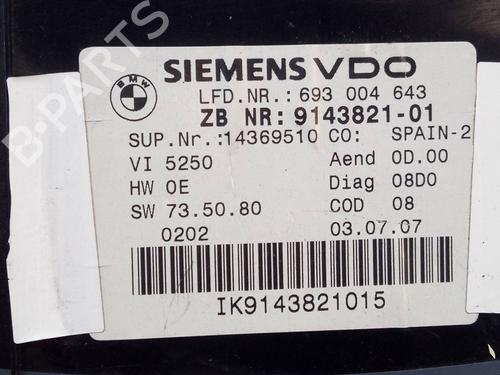 B-PARTS
BMW
SIEMENS VDO
LFD.NR.: 693 004 643
ZB NR: 9143821-01
SUP.Nr.:14369510 CO: SPAIN-2
VI 5250 Aend 0D.00
HW 0E Diag 08D0
SW 73.50.80 COD 08
0202 03.07.07
IK9143821015